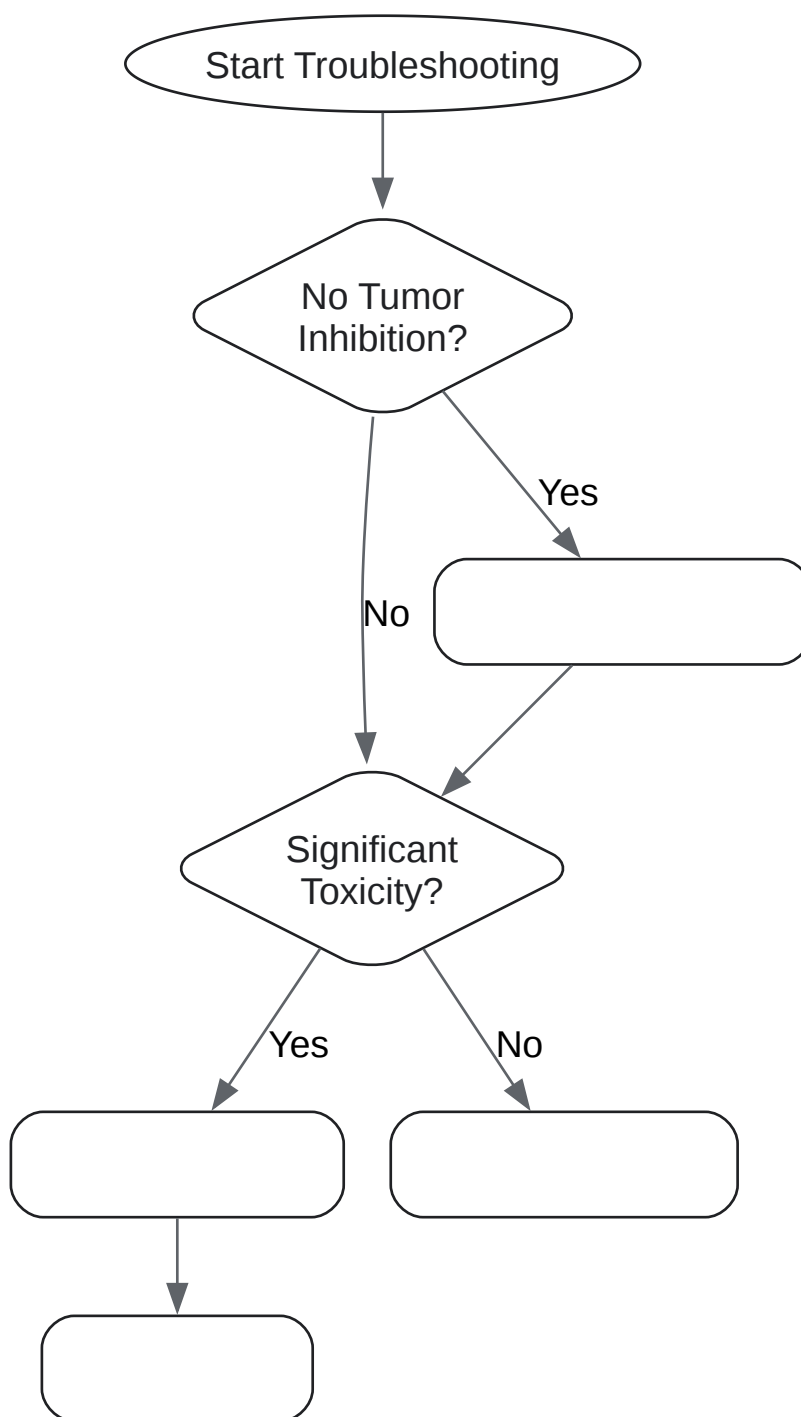 Start Troubleshooting
No Tumor
Inhibition?
Yes
No
Significant
Toxicity?
Yes
No